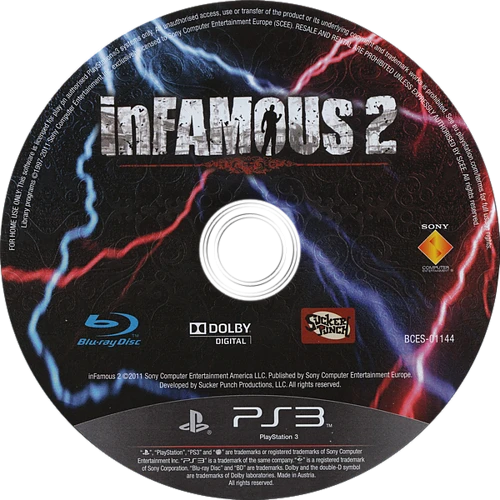 FOR HOME USE ONLY: This software is licensed for play on authorised PlayStation®3 systems only. Unauthorised access, use or transfer of the product or its underlying copyright and trademark works is prohibited. See eu.playstation.com/terms for full usage rights.
Library programs ©1997-2011 Sony Computer Entertainment Inc. exclusively licensed to Sony Computer Entertainment Europe (SCEE). RESALE AND RENTAL ARE PROHIBITED UNLESS EXPRESSLY AUTHORISED BY SCEE. All rights reserved.
inFAMOUS 2
SONY
COMPUTER
ENTERTAINMENT
Blu-ray Disc
DOLBY
DIGITAL
SUCKER PUNCH
BCES-01144
inFamous 2 ©2011 Sony Computer Entertainment America LLC. Published by Sony Computer Entertainment Europe.
Developed by Sucker Punch Productions, LLC. All rights reserved.
PS3
PlayStation 3
", "PlayStation", "PS3" and " " are trademarks or registered trademarks of Sony Computer
Entertainment Inc. "PS3" is a trademark of the same company. " " is a registered trademark
of Sony Corporation. "Blu-ray Disc" and "BD" are trademarks. Dolby and the double-D symbol
are trademarks of Dolby laboratories. Made in Austria.
All rights reserved.